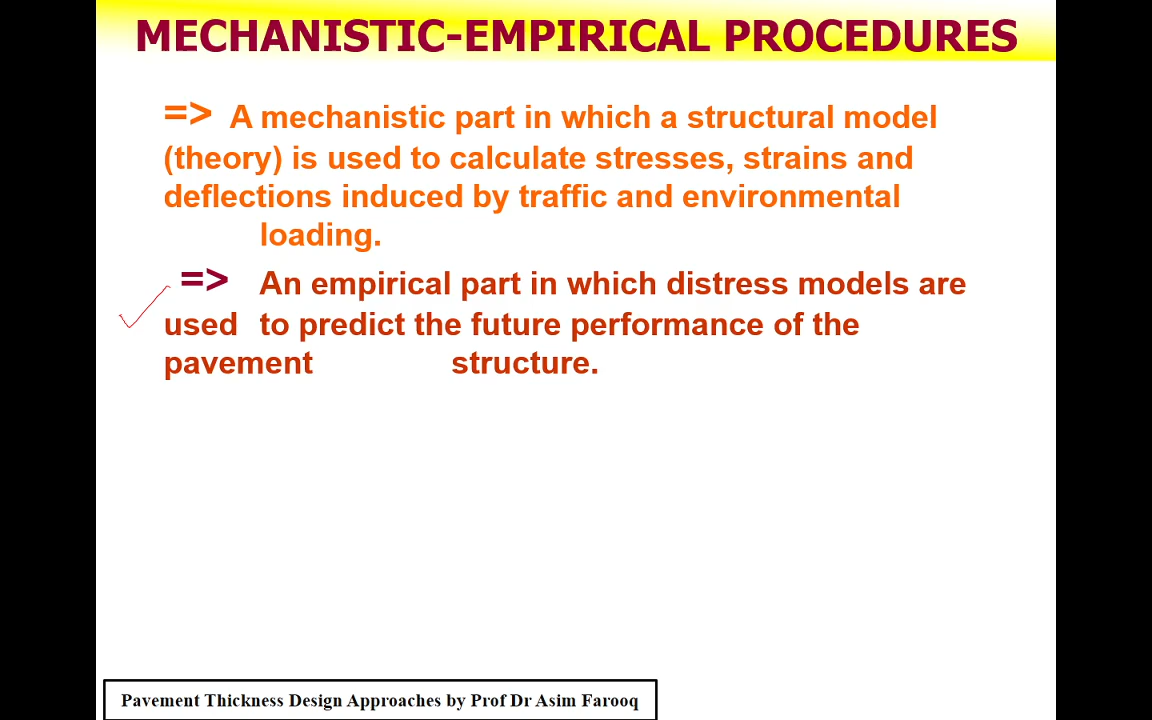 MECHANISTIC-EMPIRICAL PROCEDURES
=> A mechanistic part in which a structural model
(theory) is used to calculate stresses, strains and
deflections induced by traffic and environmental
loading.
=> An empirical part in which distress models are
used to predict the future performance of the
pavement structure.
Pavement Thickness Design Approaches by Prof Dr Asim Farooq